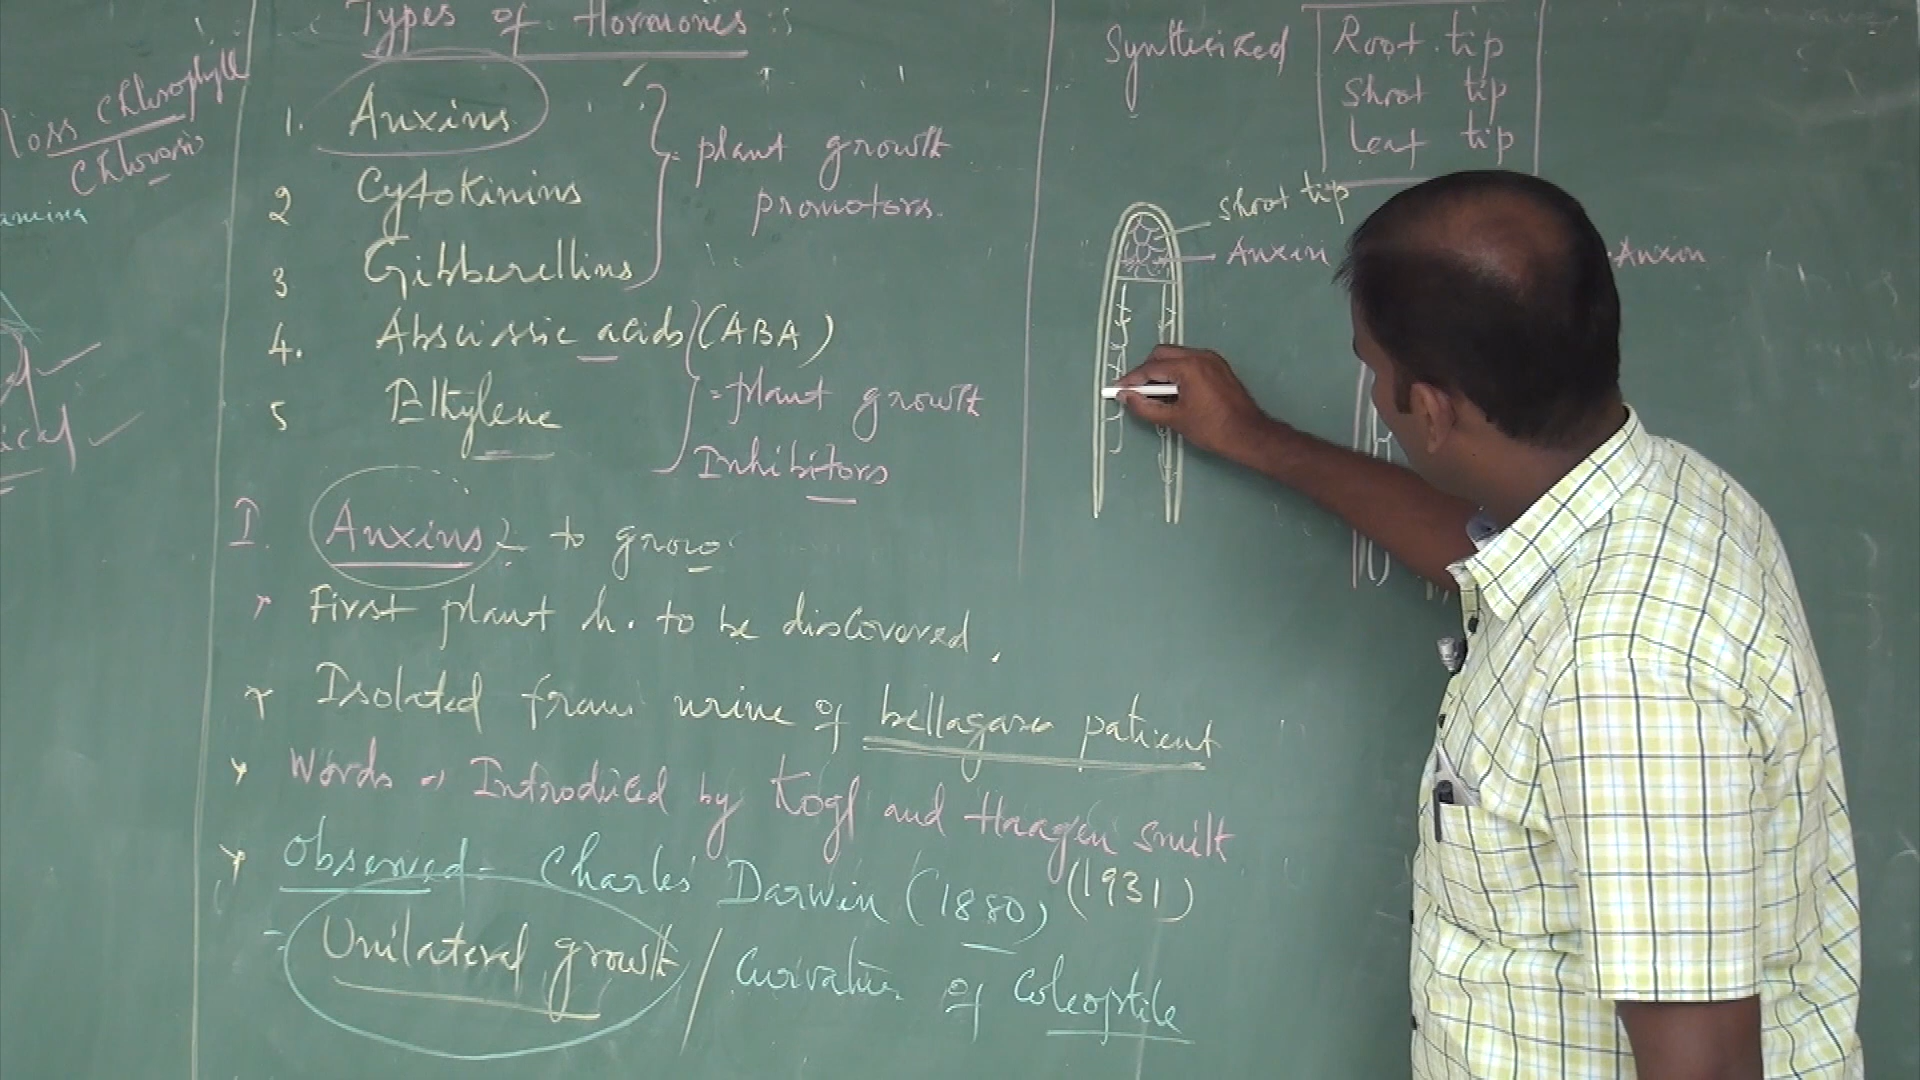 loss chlorophyll
Chlorosis
amina
ical
Types of Hormones :
1. Auxins
2 Cytokinins
3 Gibberellins
= plant growth
promotors.
4. Abscissic acids (ABA)
5 Ethylene
= plant growth
Inhibitors
I. Auxins :- to grow
First plant h. to be discovered.
Isolated from urine of bellagara patient
Words - Introduced by Kogl and Haagen Smilt
(1931)
Observed - Charles Darwin (1880)
- Unilateral growth / Curvature of Coleoptile
Synthesized
Root tip
Shoot tip
Leaf tip
Shoot tip
Auxin
Auxin